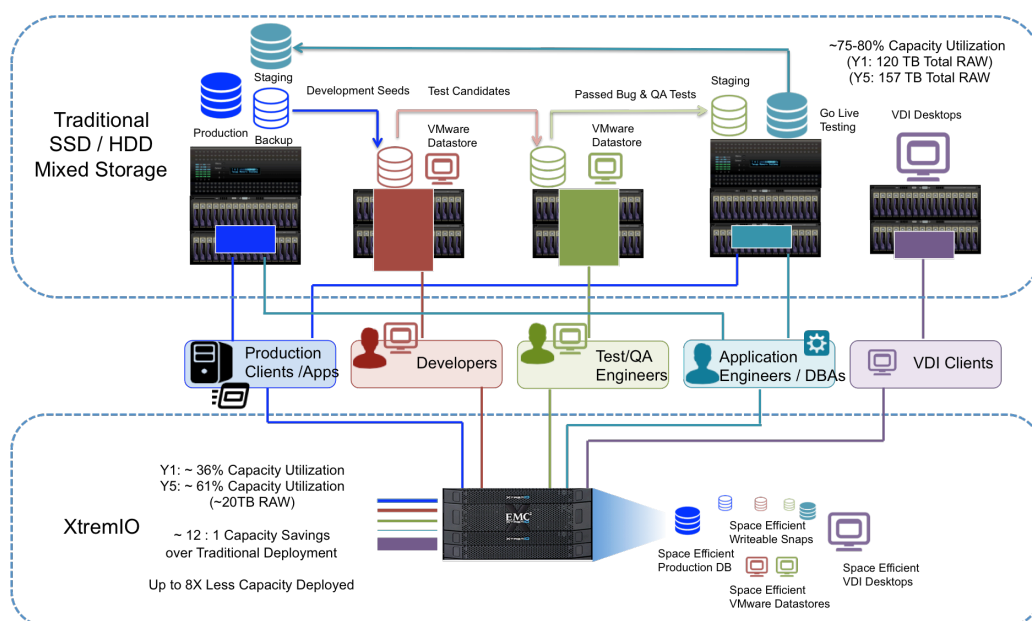 ~75-80% Capacity Utilization
(Y1: 120 TB Total RAW)
(Y5: 157 TB Total RAW
Staging
Development Seeds
Test Candidates
Passed Bug & QA Tests
Staging
Production
Backup
VMware
Datastore
VMware
Datastore
Go Live
Testing
VDI Desktops
Traditional
SSD / HDD
Mixed Storage
Production
Clients /Apps
Developers
Test/QA
Engineers
Application
Engineers / DBAs
VDI Clients
Y1: ~ 36% Capacity Utilization
Y5: ~ 61% Capacity Utilization
(~20TB RAW)
XtremIO
~ 12 : 1 Capacity Savings
over Traditional Deployment
Up to 8X Less Capacity Deployed
XTREMIO
EMC²
XTREMIO
Space Efficient
Production DB
Space Efficient
Writeable Snaps
Space Efficient
VMware Datastores
Space Efficient
VDI Desktops